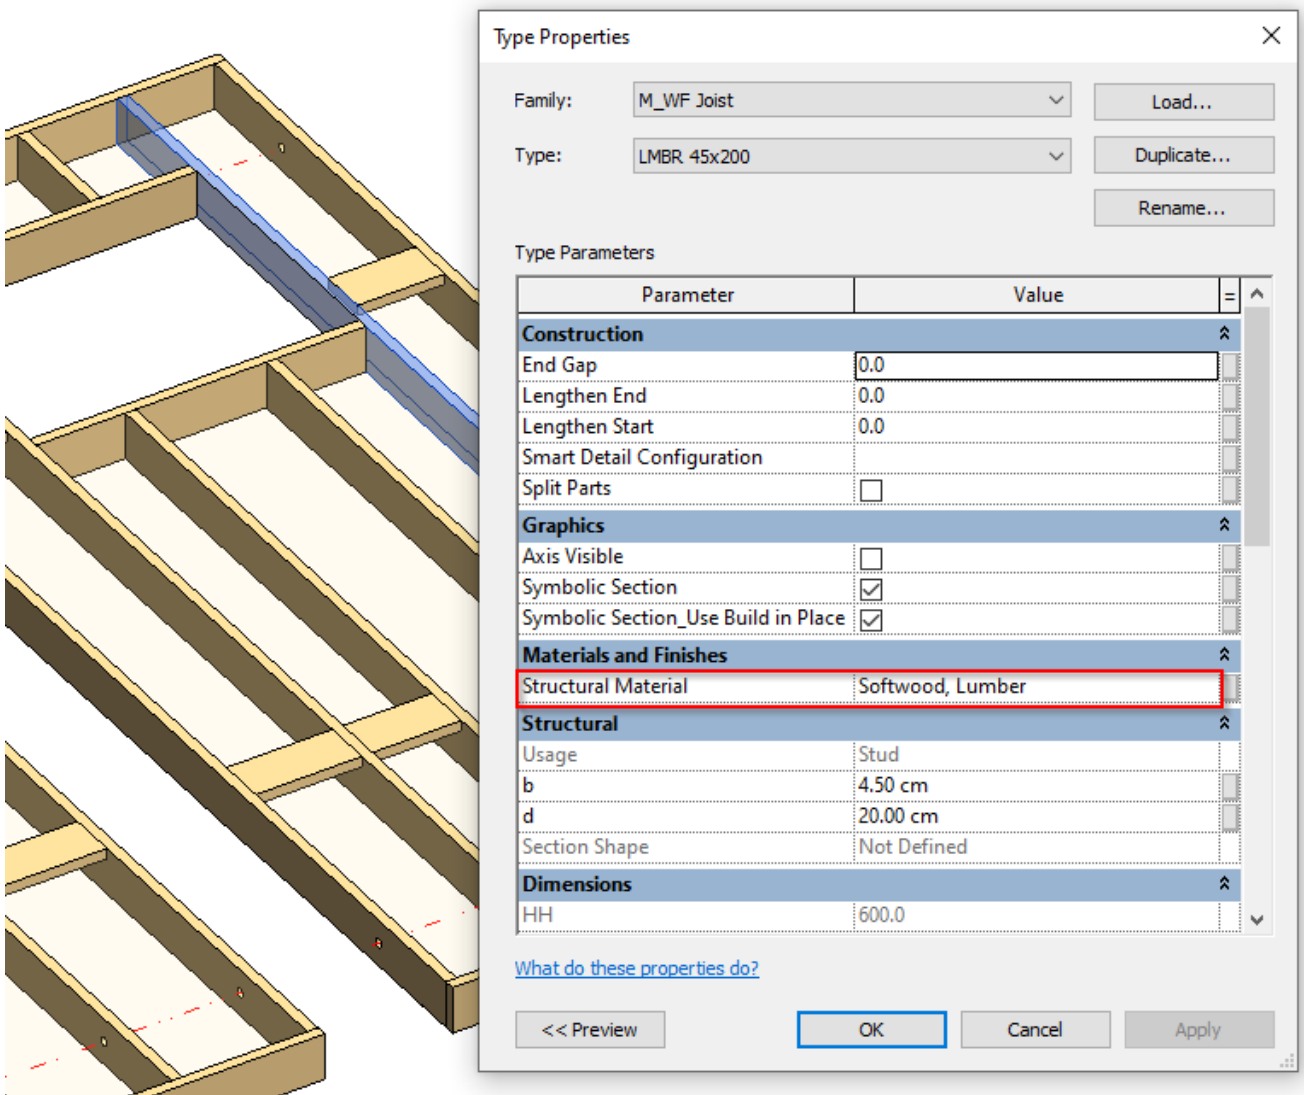 Type Properties
Family: M_WF Joist Load...
Type: LMBR 45x200 Duplicate...
Rename...
Type Parameters
Parameter Value =
Construction
End Gap 0.0
Lengthen End 0.0
Lengthen Start 0.0
Smart Detail Configuration
Split Parts
Graphics
Axis Visible
Symbolic Section
Symbolic Section_Use Build in Place
Materials and Finishes
Structural Material Softwood, Lumber
Structural
Usage Stud
b 4.50 cm
d 20.00 cm
Section Shape Not Defined
Dimensions
HH 600.0
What do these properties do?
<< Preview OK Cancel Apply